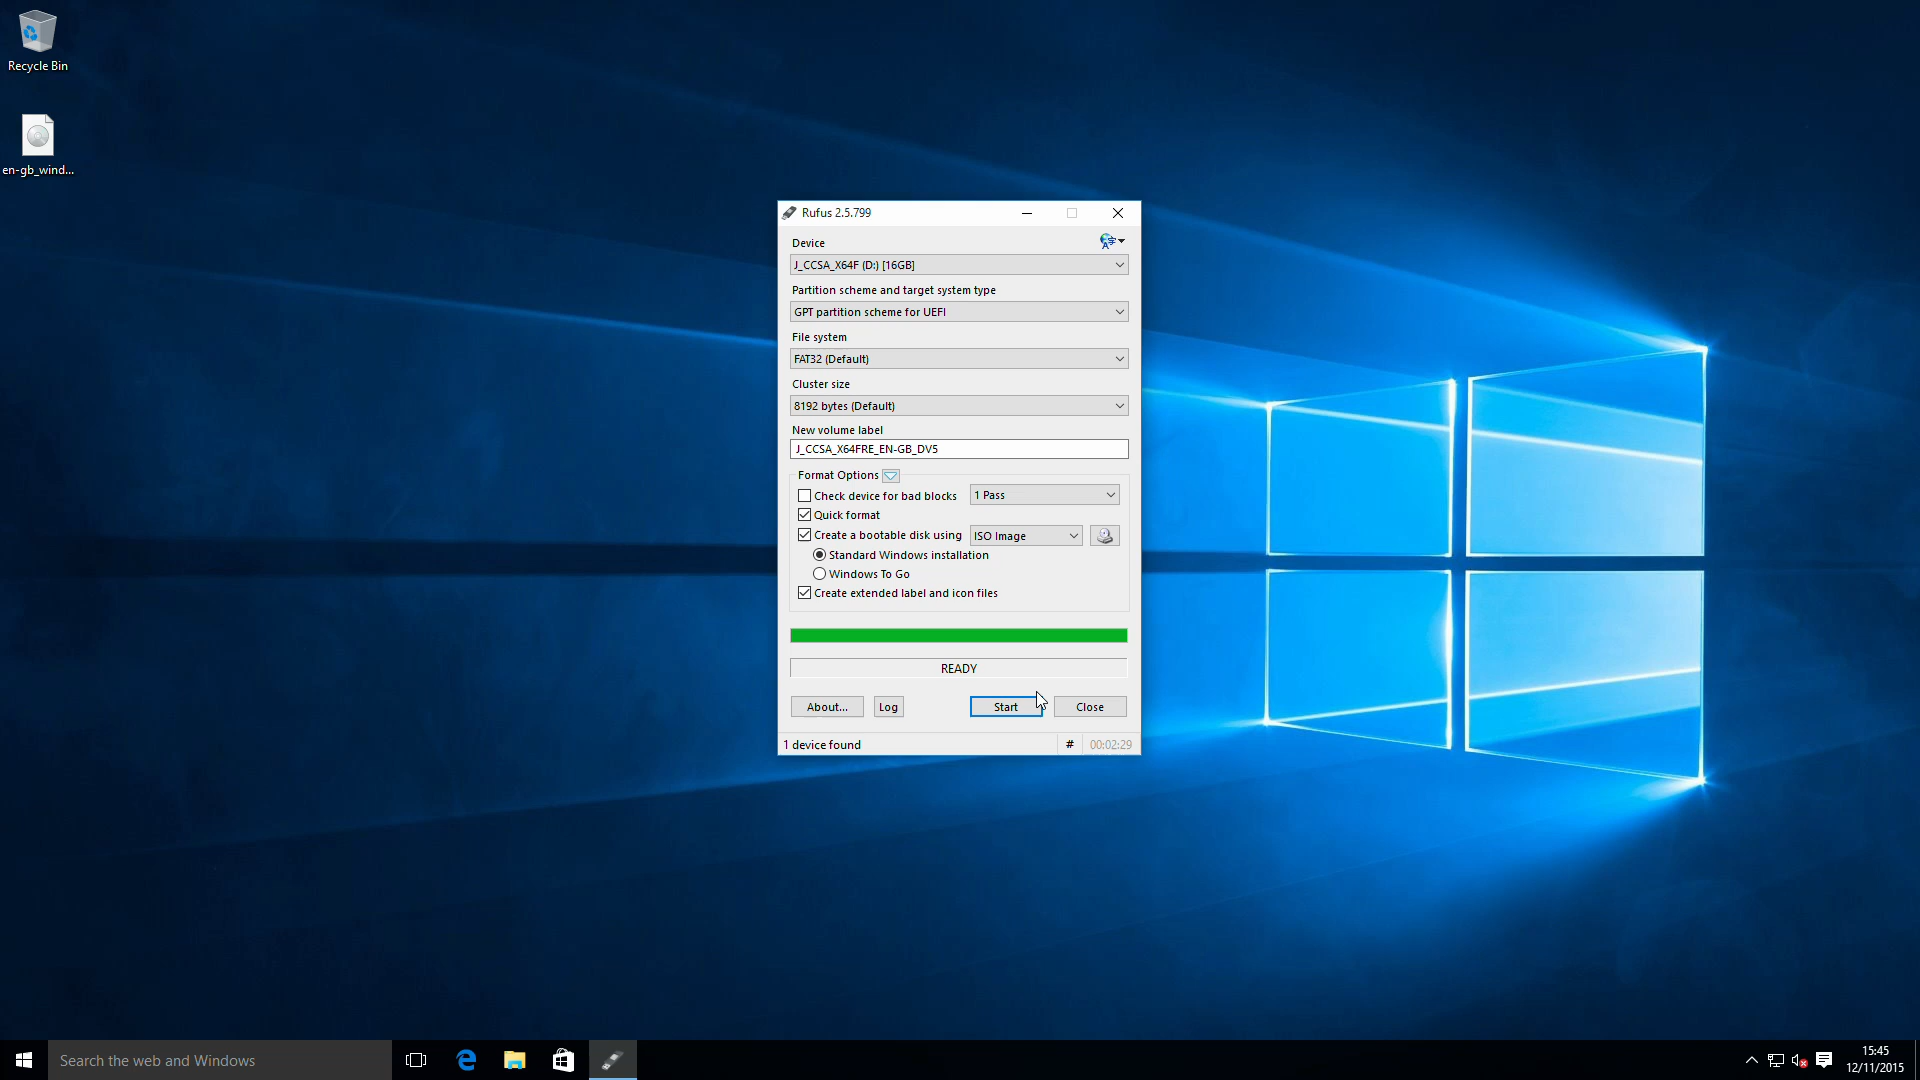 Recycle Bin
en-gb_wind...
Rufus 2.5.799
Device
J_CCSA_X64F (D:) [16GB]
Partition scheme and target system type
GPT partition scheme for UEFI
File system
FAT32 (Default)
Cluster size
8192 bytes (Default)
New volume label
J_CCSA_X64FRE_EN-GB_DV5
Format Options
Check device for bad blocks 1 Pass
Quick format
Create a bootable disk using ISO Image
Standard Windows installation
Windows To Go
Create extended label and icon files
READY
About... Log Start Close
1 device found # 00:02:29
Search the web and Windows
15:45
12/11/2015